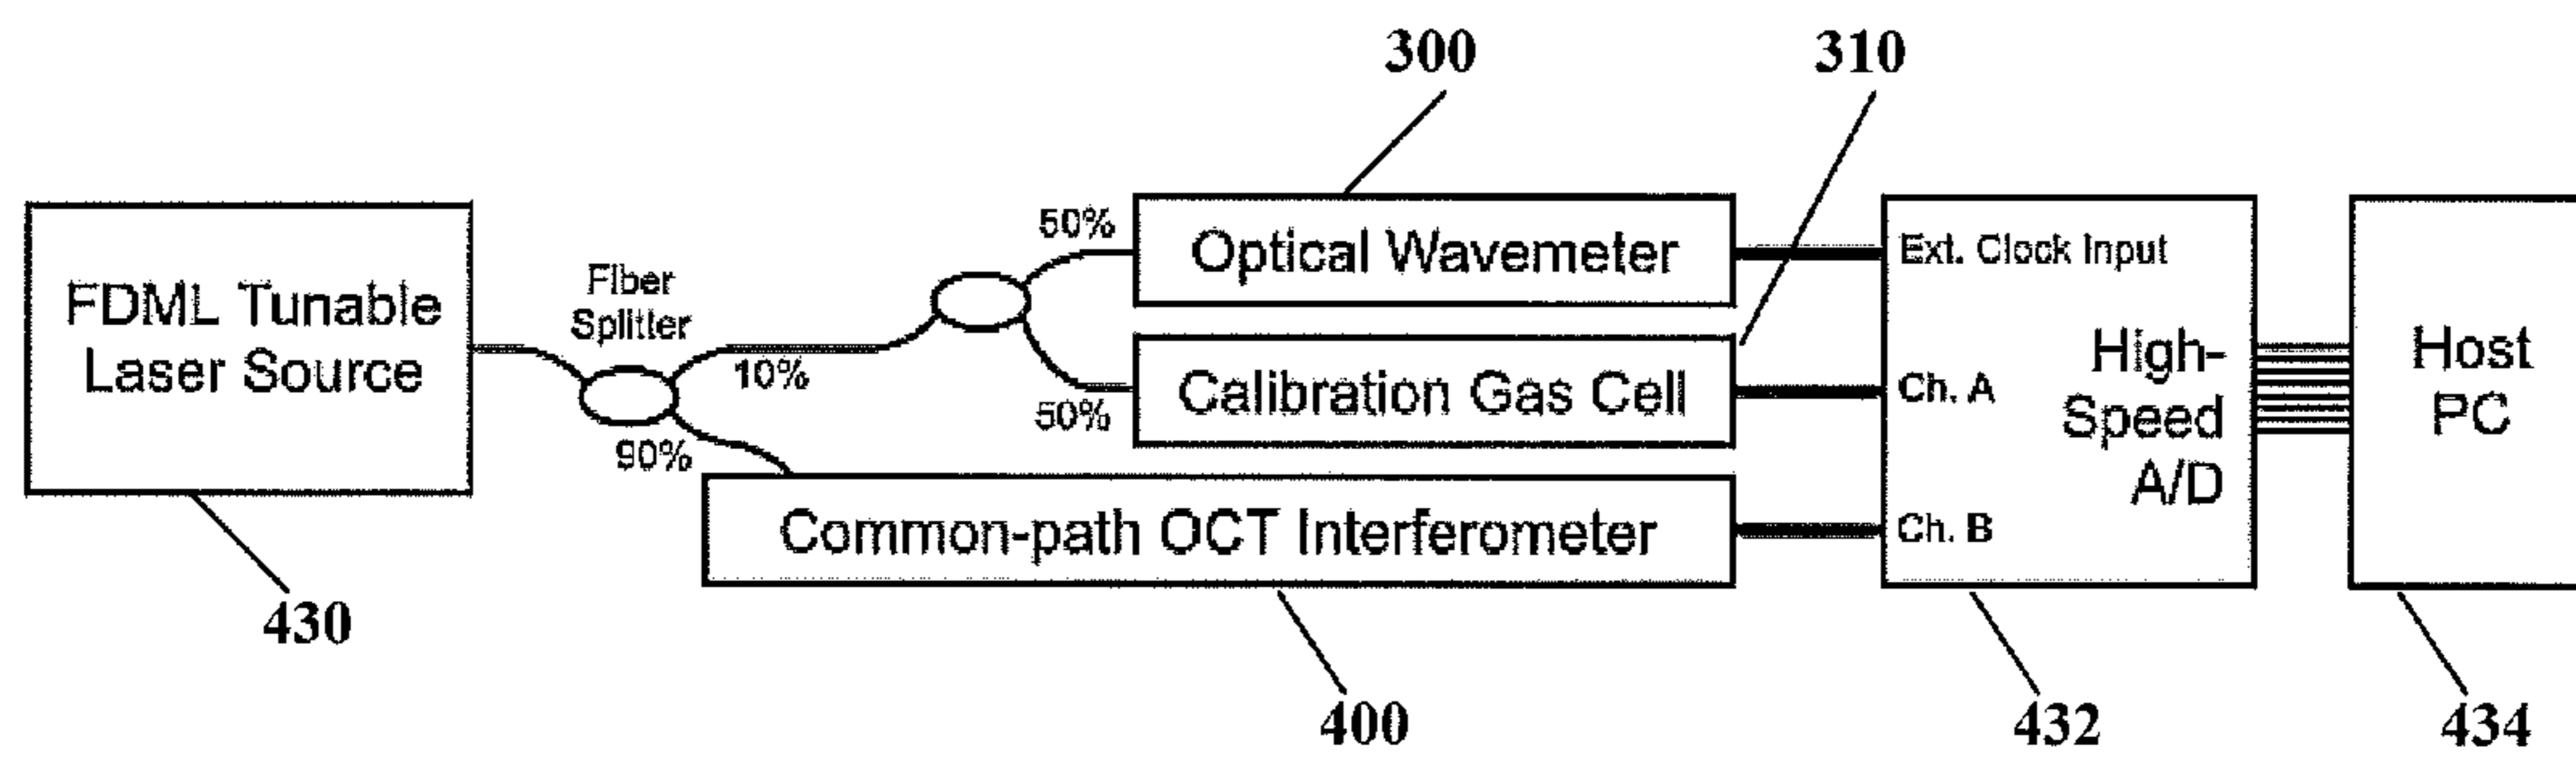 300
310
50%
Optical Wavemeter
Ext. Clock Input
FDML Tunable
Laser Source
Fiber
Splitter
10%
50%
Calibration Gas Cell
Ch. A
High-
Speed
A/D
Host
PC
90%
Common-path OCT Interferometer
Ch. B
430
400
432
434